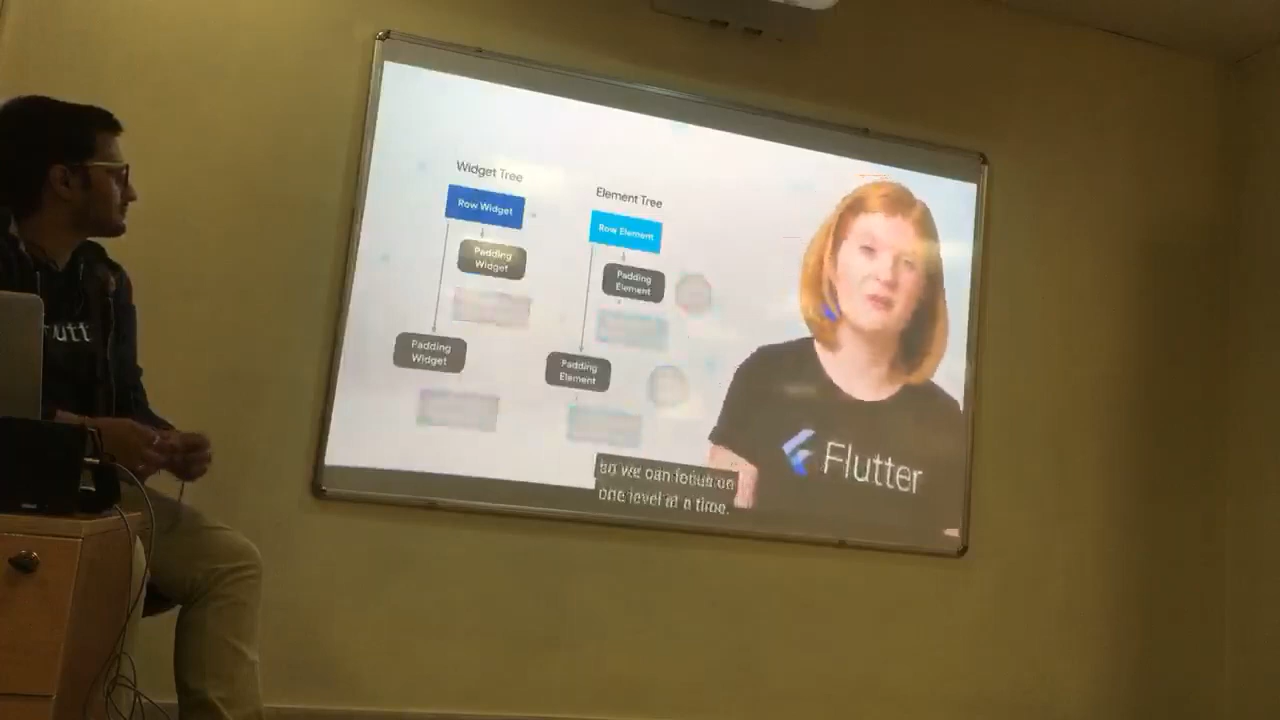 Widget Tree
Row Widget
Padding
Widget
Padding
Widget
Element Tree
Row Element
Padding
Element
Padding
Element
Flutter
so we can focus on
one level at a time.
utt